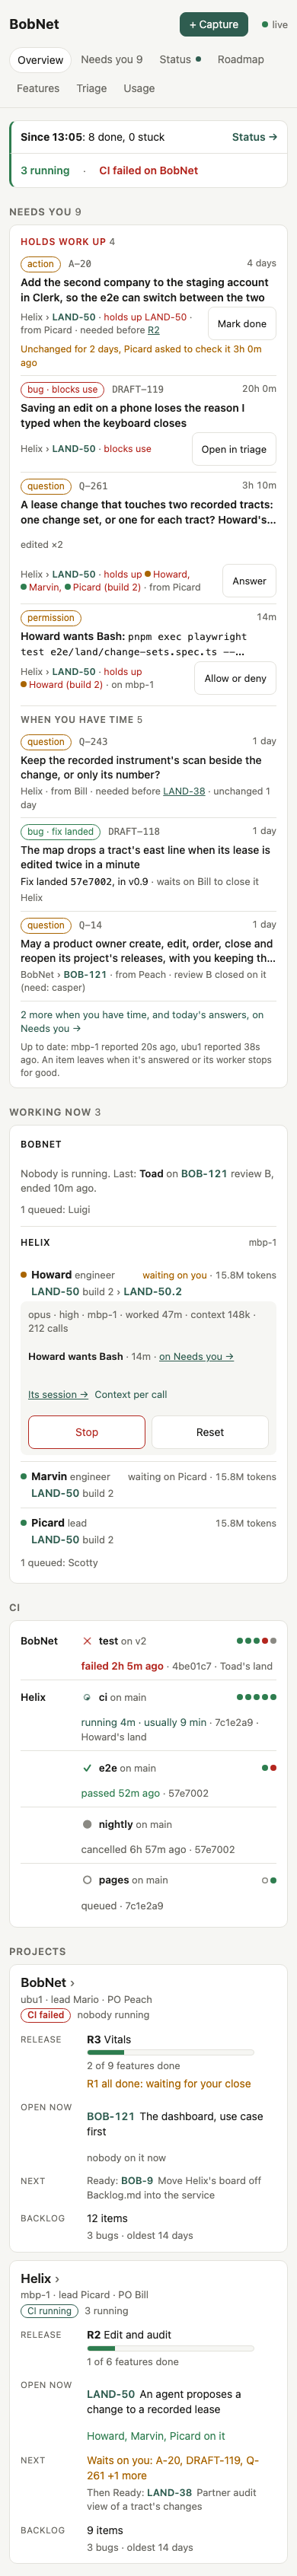 BobNet
+ Capture
live
Overview
Needs you 9
Status
Roadmap
Features
Triage
Usage
Since 13:05: 8 done, 0 stuck
Status →
3 running · CI failed on BobNet
NEEDS YOU 9
HOLDS WORK UP 4
action A-20 4 days
Add the second company to the staging account
in Clerk, so the e2e can switch between the two
Helix › LAND-50 · holds up LAND-50 ·
from Picard · needed before R2
Mark done
Unchanged for 2 days, Picard asked to check it 3h 0m
ago
bug · blocks use DRAFT-119 20h 0m
Saving an edit on a phone loses the reason I
typed when the keyboard closes
Helix › LAND-50 · blocks use
Open in triage
question Q-261 3h 10m
A lease change that touches two recorded tracts:
one change set, or one for each tract? Howard's...
edited ×2
Helix › LAND-50 · holds up Howard,
Marvin, Picard (build 2) · from Picard
Answer
permission 14m
Howard wants Bash: pnpm exec playwright
test e2e/land/change-sets.spec.ts --...
Helix › LAND-50 · holds up
Howard (build 2) · on mbp-1
Allow or deny
WHEN YOU HAVE TIME 5
question Q-243 1 day
Keep the recorded instrument's scan beside the
change, or only its number?
Helix · from Bill · needed before LAND-38 · unchanged 1
day
bug · fix landed DRAFT-118 1 day
The map drops a tract's east line when its lease is
edited twice in a minute
Fix landed 57e7002, in v0.9 · waits on Bill to close it
Helix
question Q-14 1 day
May a product owner create, edit, order, close and
reopen its project's releases, with you keeping th...
BobNet › BOB-121 · from Peach · review B closed on it
(need: casper)
2 more when you have time, and today's answers, on
Needs you →
Up to date: mbp-1 reported 20s ago, ubu1 reported 38s
ago. An item leaves when it's answered or its worker stops
for good.
WORKING NOW 3
BOBNET
Nobody is running. Last: Toad on BOB-121 review B,
ended 10m ago.
1 queued: Luigi
HELIX mbp-1
Howard engineer waiting on you · 15.8M tokens
LAND-50 build 2 › LAND-50.2
opus · high · mbp-1 · worked 47m · context 148k ·
212 calls
Howard wants Bash · 14m · on Needs you →
Its session → Context per call
Stop
Reset
Marvin engineer waiting on Picard · 15.8M tokens
LAND-50 build 2
Picard lead 15.8M tokens
LAND-50 build 2
1 queued: Scotty
CI
BobNet test on v2
failed 2h 5m ago · 4be01c7 · Toad's land
Helix ci on main
running 4m · usually 9 min · 7c1e2a9 ·
Howard's land
e2e on main
passed 52m ago · 57e7002
nightly on main
cancelled 6h 57m ago · 57e7002
pages on main
queued · 7c1e2a9
PROJECTS
BobNet ›
ubu1 · lead Mario · PO Peach
CI failed nobody running
RELEASE R3 Vitals
2 of 9 features done
R1 all done: waiting for your close
OPEN NOW
BOB-121 The dashboard, use case
first
nobody on it now
NEXT Ready: BOB-9 Move Helix's board off
Backlog.md into the service
BACKLOG 12 items
3 bugs · oldest 14 days
Helix ›
mbp-1 · lead Picard · PO Bill
CI running 3 running
RELEASE R2 Edit and audit
1 of 6 features done
OPEN NOW
LAND-50 An agent proposes a
change to a recorded lease
Howard, Marvin, Picard on it
NEXT Waits on you: A-20, DRAFT-119, Q-
261 +1 more
Then Ready: LAND-38 Partner audit
view of a tract's changes
BACKLOG 9 items
3 bugs · oldest 14 days